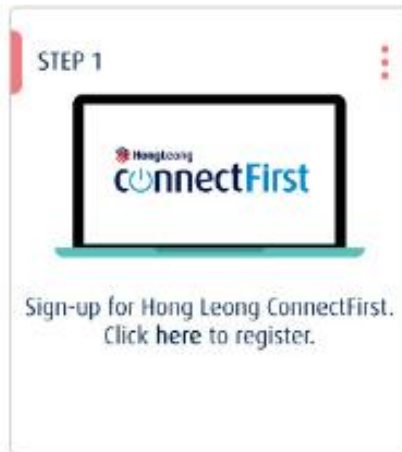 STEP 1
HongLeong
connectFirst
Sign-up for Hong Leong ConnectFirst.
Click here to register.